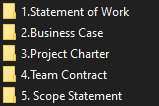 1.Statement of Work
2.Business Case
3.Project Charter
4.Team Contract
5. Scope Statement